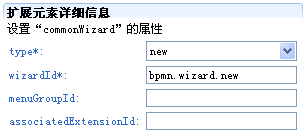 扩展元素详细信息
设置“commonWizard”的属性
type*: new
wizardId*: bpmn.wizard.new
menuGroupId:
associatedExtensionId: